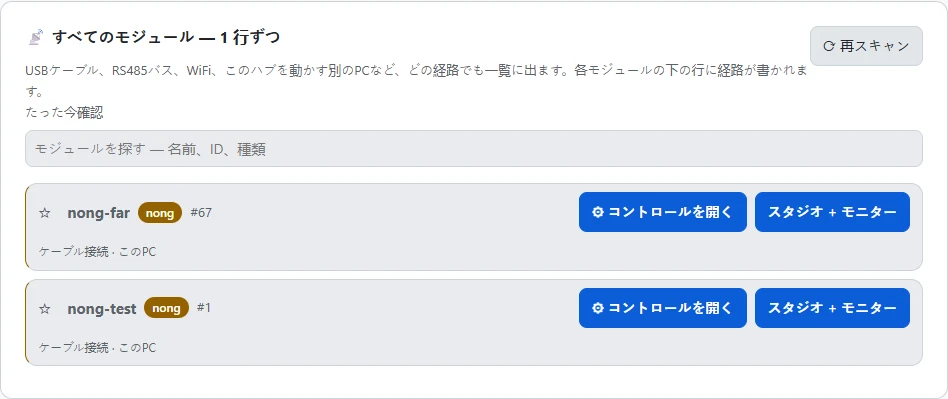 すべてのモジュール — 1 行ずつ
再スキャン
USBケーブル、RS485バス、WiFi、このハブを動かす別のPCなど、どの経路でも一覧に出ます。各モジュールの下の行に経路が書かれま
す。
たった今確認
モジュールを探す — 名前、ID、種類
☆ nong-far nong #67 コントロールを開く スタジオ + モニター
ケーブル接続 · このPC
☆ nong-test nong #1 コントロールを開く スタジオ + モニター
ケーブル接続 · このPC